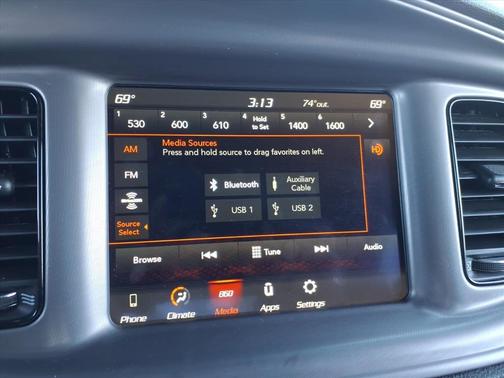 69° 3:13 74°out. 69°
1 530 2 600 3 610 4 Hold to Set 5 1400 6 1600
AM
Media Sources
Press and hold source to drag favorites on left.
FM
Bluetooth
Auxiliary
Cable
USB 1
USB 2
Source
Select
Browse
Tune
Audio
860
Phone
Climate
Media
Apps
Settings